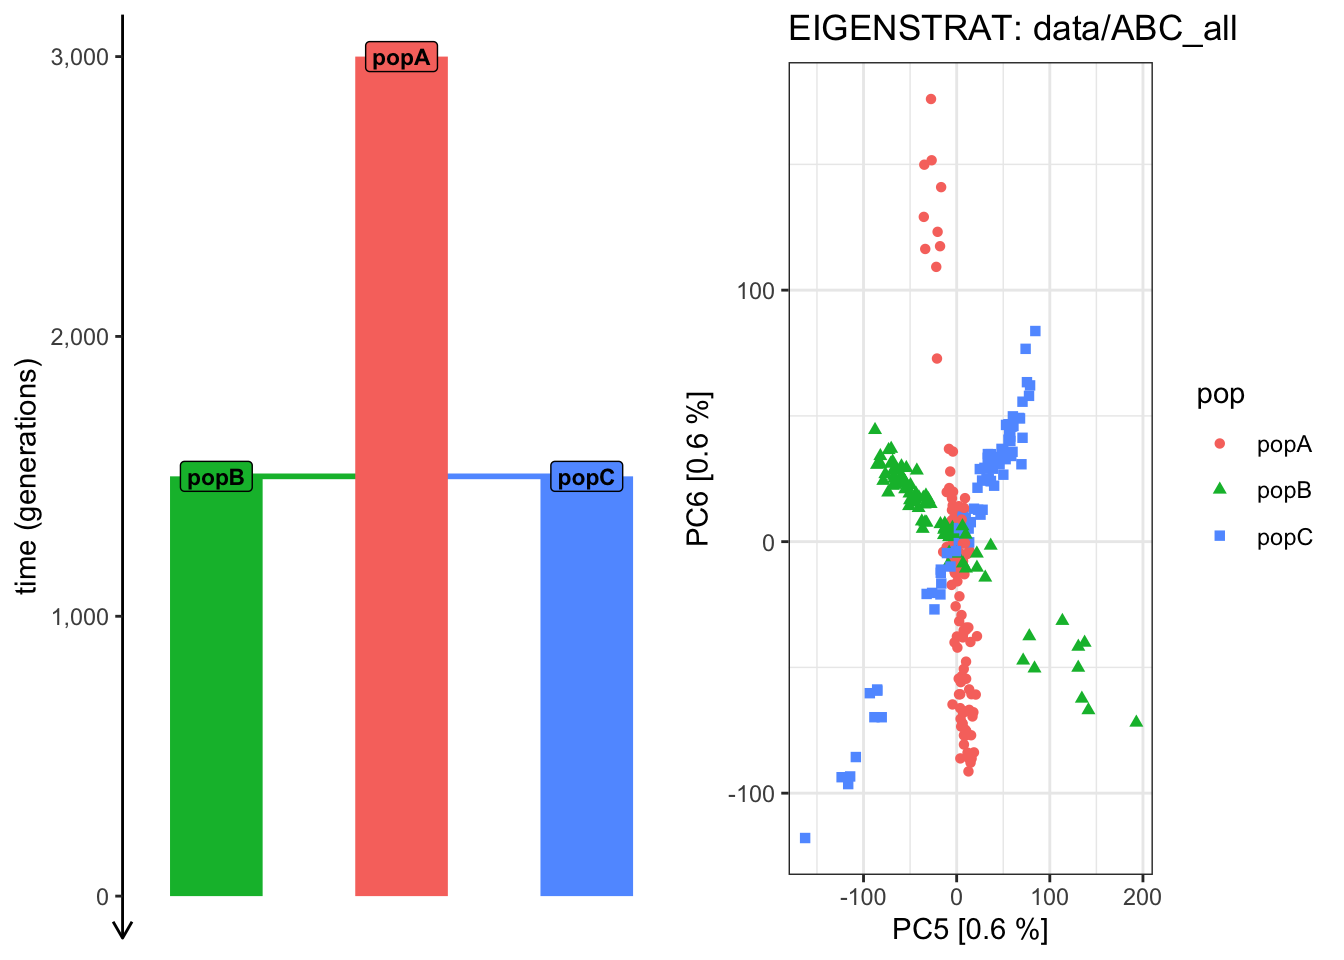 time (generations)
3,000
2,000
1,000
0
popA
popB
popC
EIGENSTRAT: data/ABC_all
PC6 [0.6 %]
100
0
-100
-100
0
100
200
PC5 [0.6 %]
pop
popA
popB
popC